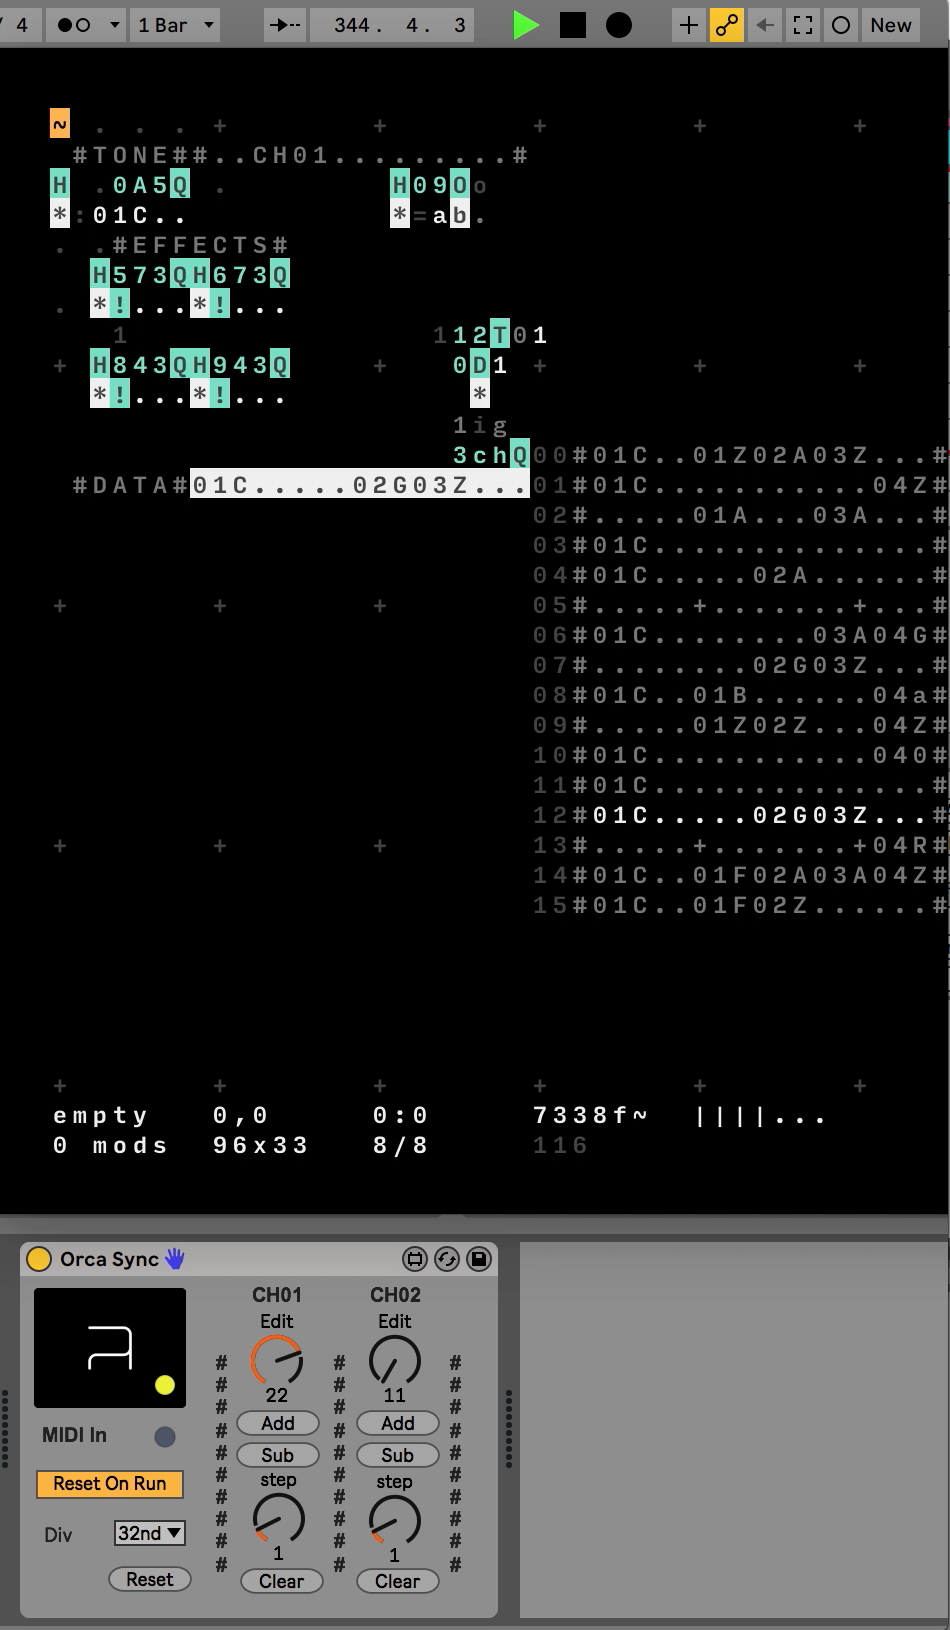 / 4 1 Bar 344. 4. 3 New
~ . . . + + + + +
#TONE##..CH01.........#
H .0A5Q . H09Oo
*:01C.. *=ab.
. .#EFFECTS#
H573QHH673Q
. *!...*!...
1 112T01
+ H843QH943Q + 0D1 + + +
*!...*!... *
1ig
3chQ00#01C..01Z02A03Z...#
#DATA#01C.....02G03Z...01#01C...........04Z#
02#.....01A...03A...#
03#01C..............#
04#01C.....02A......#
+ + + 05#.....+.......+...#
06#01C........03A04G#
07#........02G03Z...#
08#01C..01B......04a#
09#.....01Z02Z...04Z#
10#01C...........040#
11#01C..............#
12#01C.....02G03Z...#
+ + + 13#.....+.......+04R#
14#01C..01F02A03A04Z#
15#01C..01F02Z......#
+ + + + + +
empty 0,0 0:0 7338f~ ||||...
0 mods 96x33 8/8 116
Orca Sync
CH01 CH02
Edit Edit
# # #
# # #
22 11
# # #
Add Add
# # #
MIDI In
Sub Sub
# # #
step step
Reset On Run
# # #
# # #
Div 32nd
# # #
1 1
# # #
Reset Clear Clear